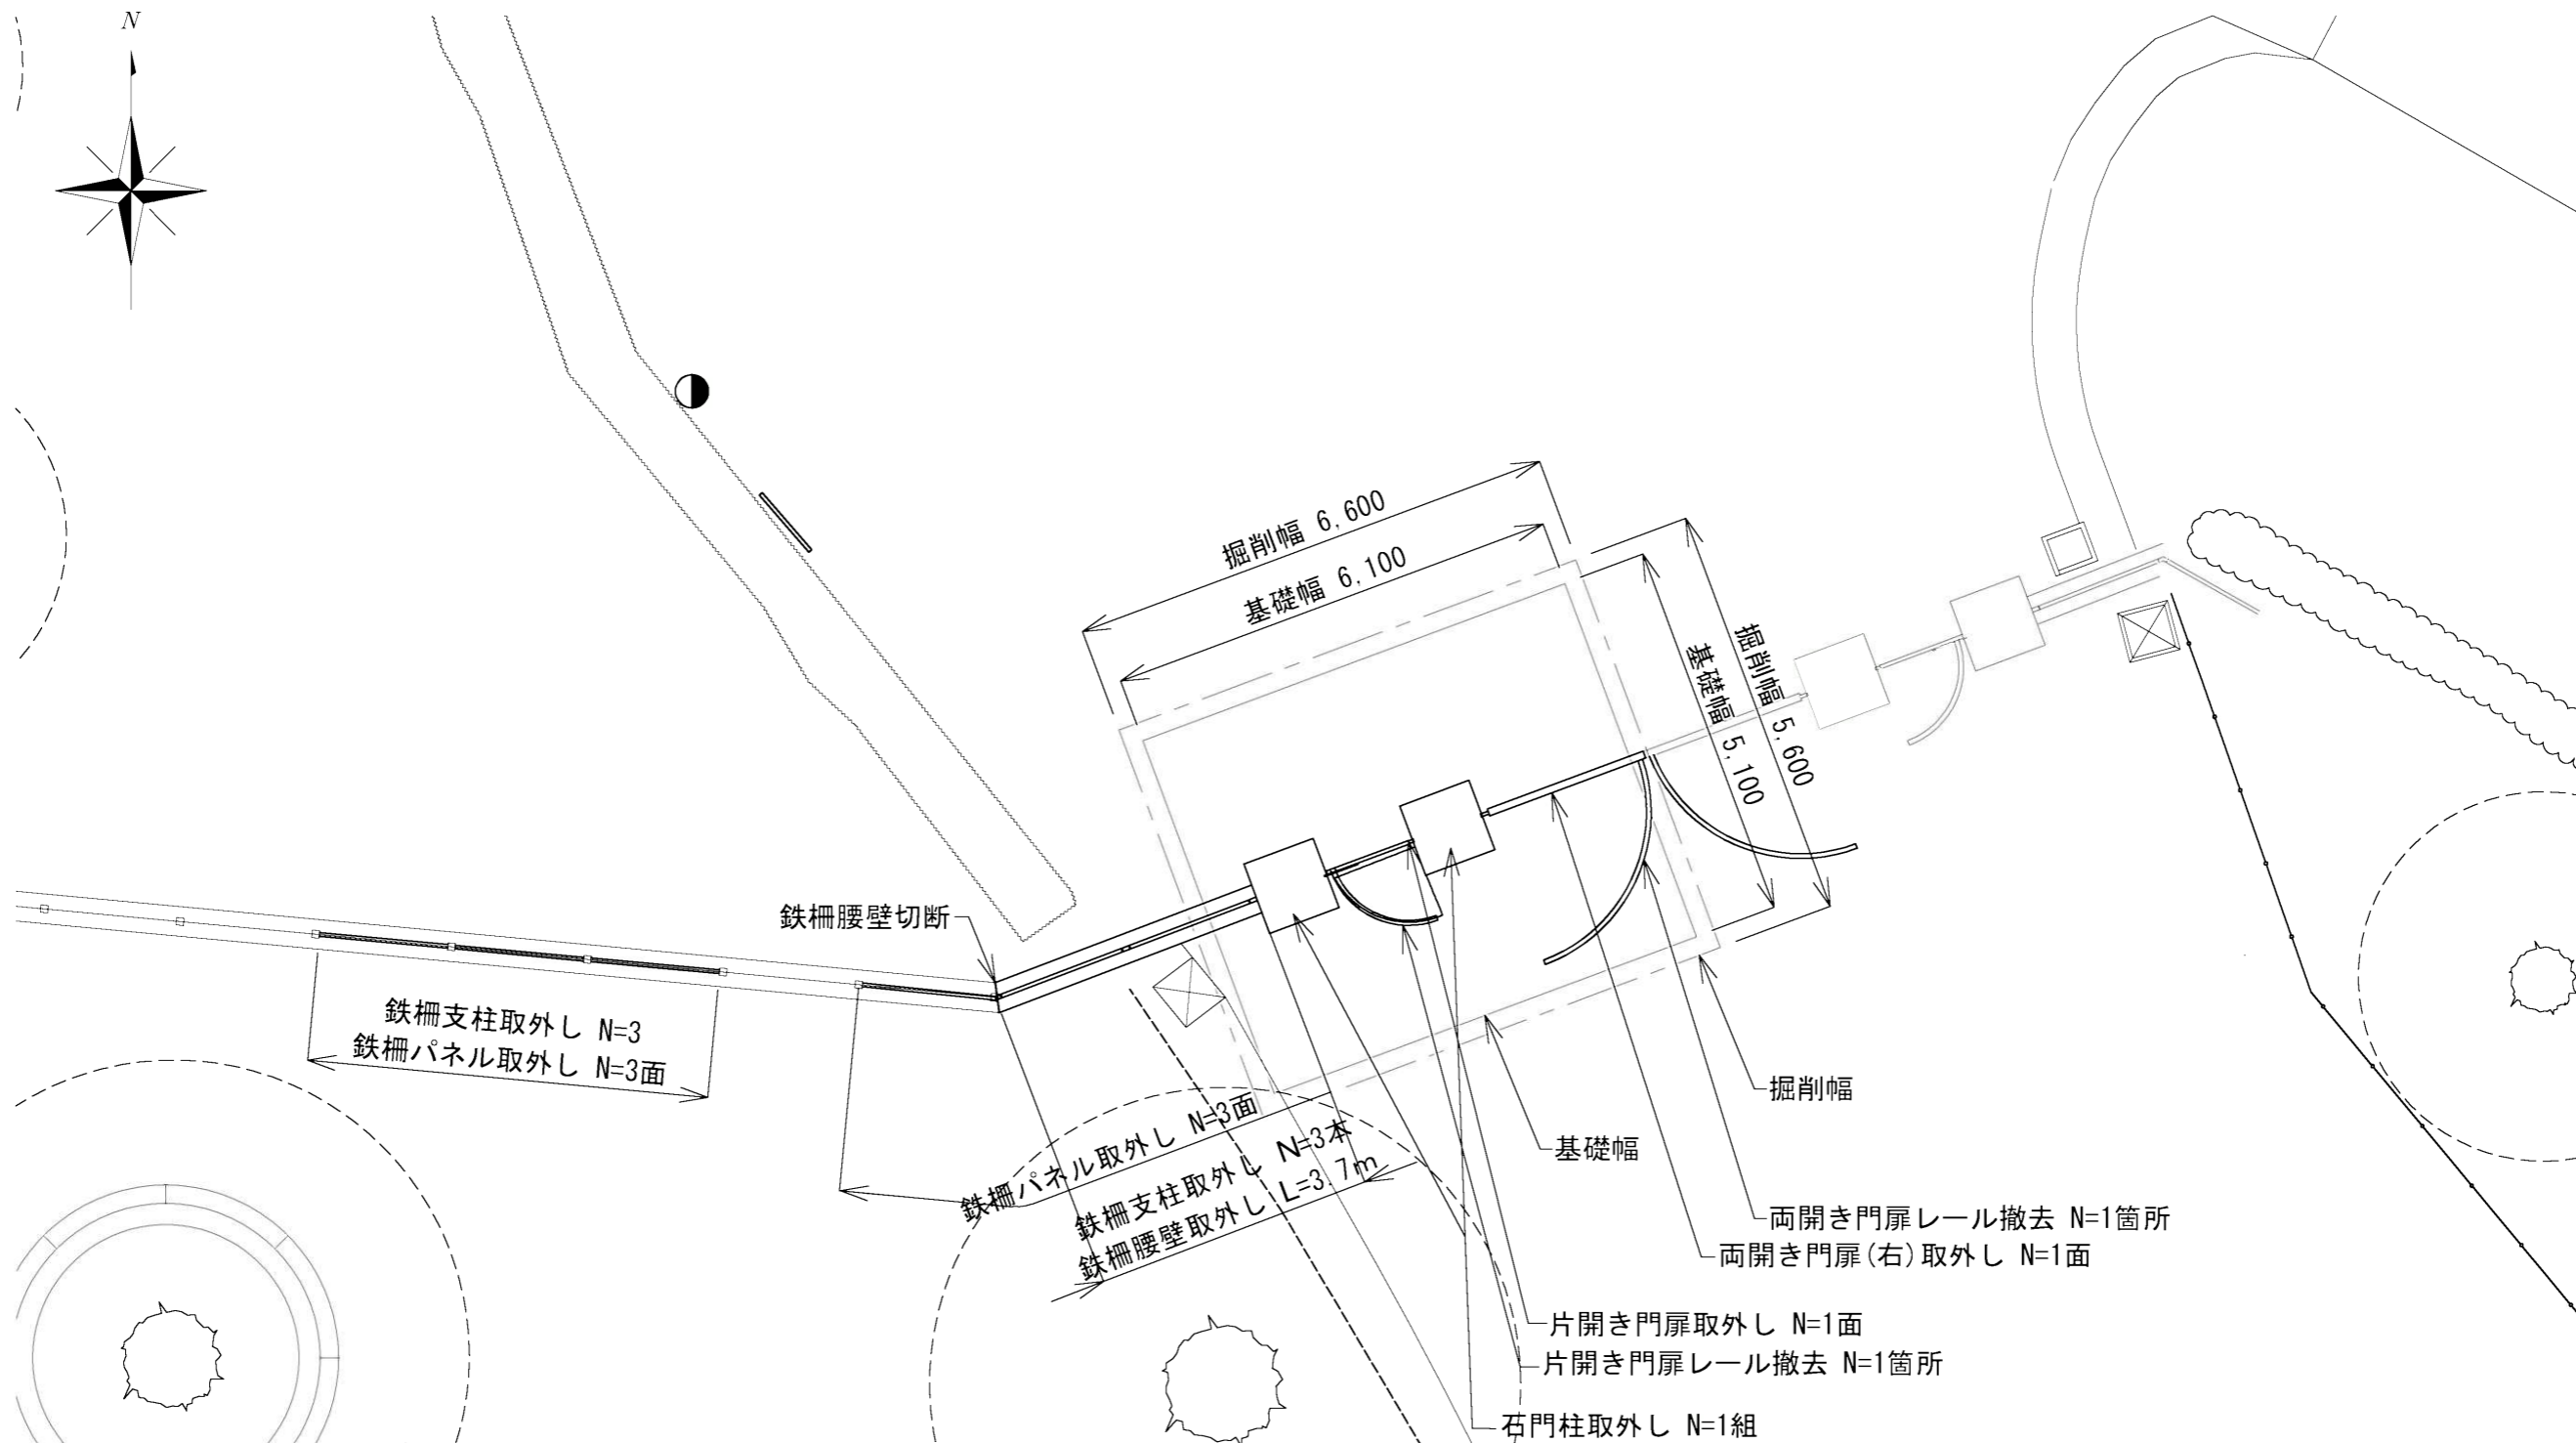 N
掘削幅 6,600
基礎幅 6,100
掘削幅 5,600
基礎幅 5,100
鉄柵腰壁切断
鉄柵支柱取外し N=3
鉄柵パネル取外し N=3面
鉄柵パネル取外し N=3面
鉄柵支柱取外し N=3本
鉄柵腰壁取外し L=3.7m
掘削幅
基礎幅
両開き門扉レール撤去 N=1箇所
両開き門扉(右)取外し N=1面
片開き門扉取外し N=1面
片開き門扉レール撤去 N=1箇所
石門柱取外し N=1組